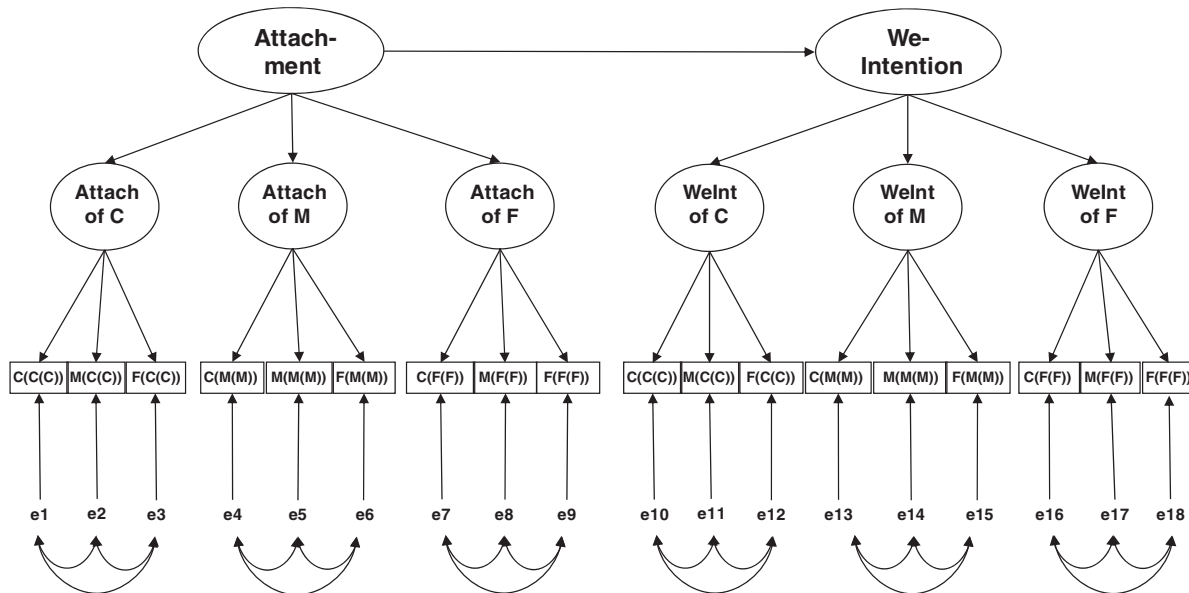 Attach-
ment
We-
Intention
Attach
of C
Attach
of M
Attach
of F
WeInt
of C
WeInt
of M
WeInt
of F
C(C(C)) M(C(C)) F(C(C)) C(M(M)) M(M(M)) F(M(M)) C(F(F)) M(F(F)) F(F(F)) C(C(C)) M(C(C)) F(C(C)) C(M(M)) M(M(M)) F(M(M)) C(F(F)) M(F(F)) F(F(F))
e1 e2 e3 e4 e5 e6 e7 e8 e9 e10 e11 e12 e13 e14 e15 e16 e17 e18